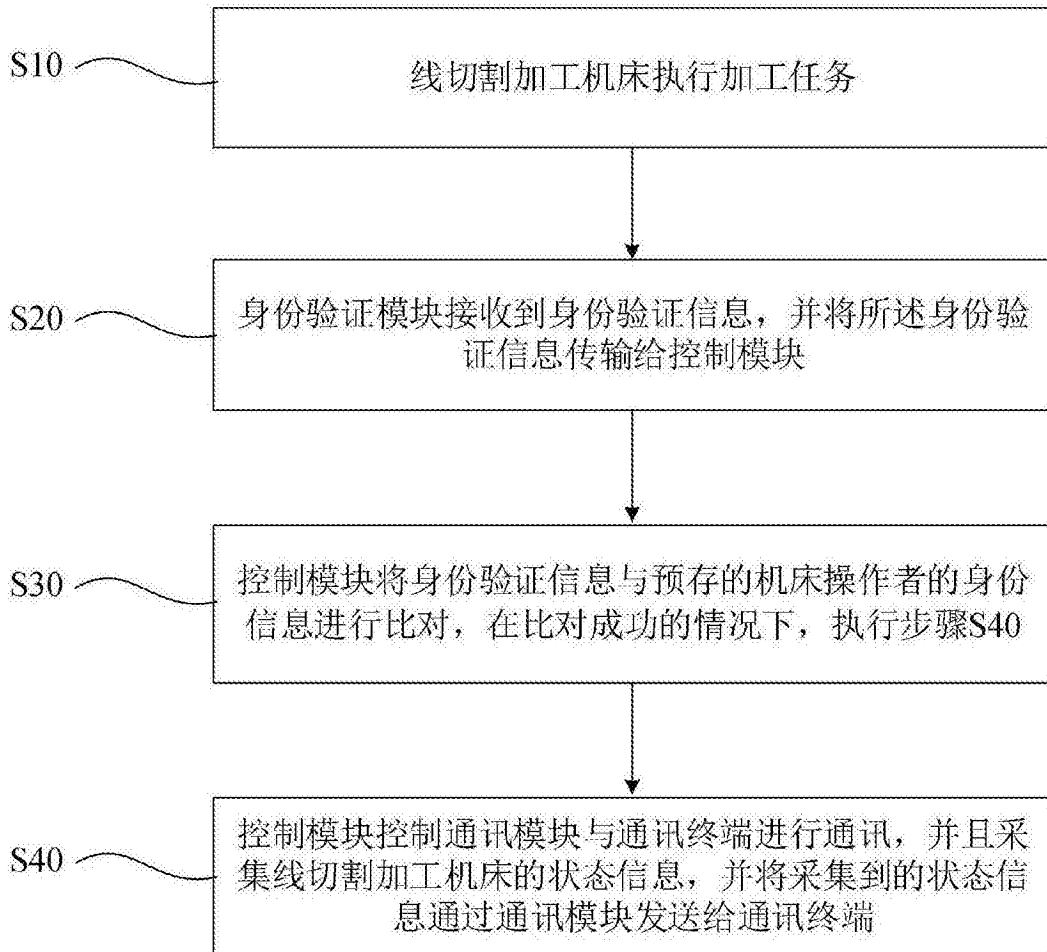 S10
线切割加工机床执行加工任务
S20
身份验证模块接收到身份验证信息，并将所述身份验
证信息传输给控制模块
S30
控制模块将身份验证信息与预存的机床操作者的身份
信息进行比对，在比对成功的情况下，执行步骤S40
S40
控制模块控制通讯模块与通讯终端进行通讯，并且采
集线切割加工机床的状态信息，并将采集到的状态信
息通过通讯模块发送给通讯终端